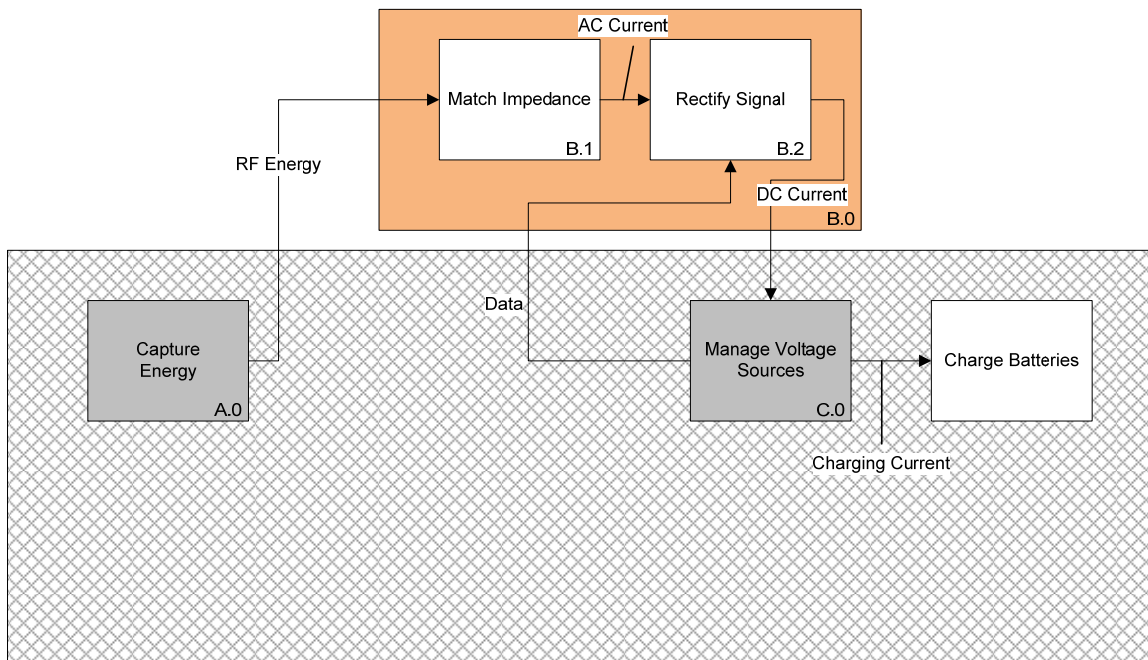 AC Current
Match Impedance
B.1
Rectify Signal
B.2
RF Energy
DC Current
B.0
Data
Capture
Energy
A.0
Manage Voltage
Sources
C.0
Charge Batteries
Charging Current